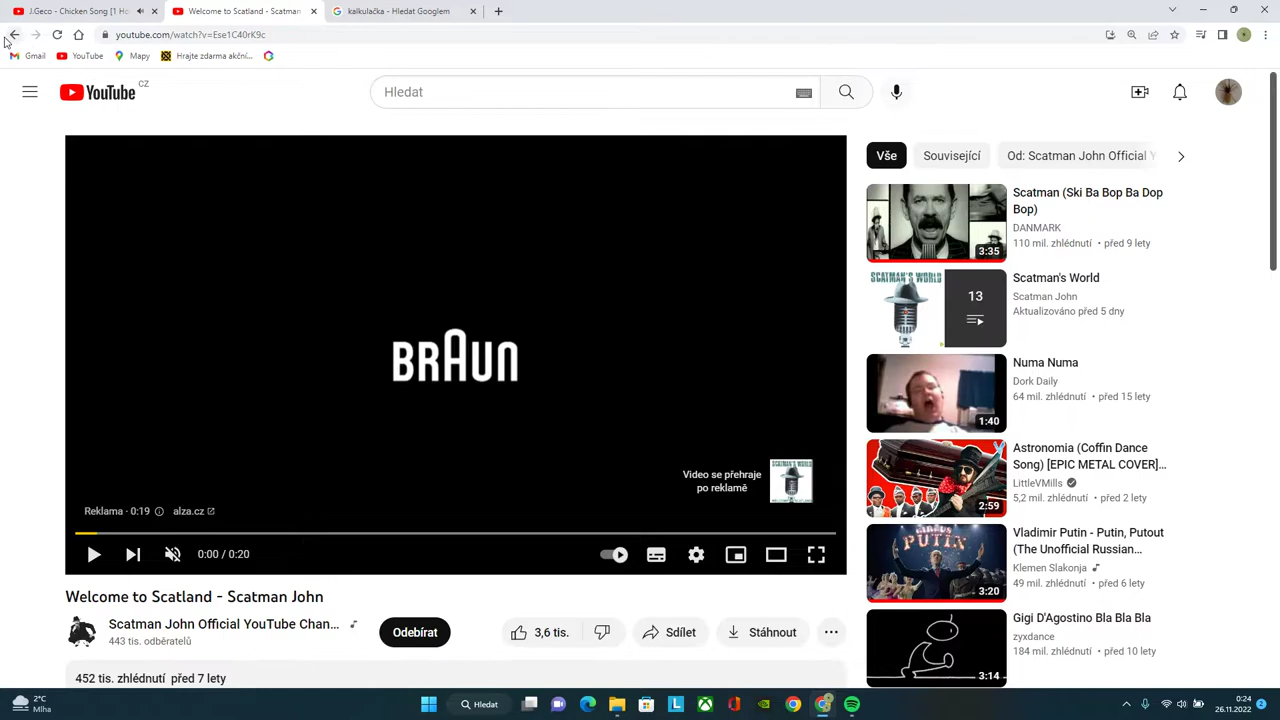 J.Geco - Chicken Song [1 Ho
Welcome to Scatland - Scatman
kalkulačka - Hledat Googlem
youtube.com/watch?v=Ese1C40rK9c
Gmail
YouTube
Mapy
Hrajte zdarma akční...
YouTube CZ
Hledat
Vše
Související
Od: Scatman John Official Y
BRAUN
Video se přehraje
po reklamě
SCATMAN'S WORLD
Reklama · 0:19
alza.cz
0:00 / 0:20
Welcome to Scatland - Scatman John
Scatman John Official YouTube Chan...
443 tis. odběratelů
Odebírat
3,6 tis.
Sdílet
Stáhnout
452 tis. zhlédnutí před 7 lety
3:35
Scatman (Ski Ba Bop Ba Dop
Bop)
DANMARK
110 mil. zhlédnutí • před 9 lety
SCATMAN'S WORLD
13
Scatman's World
Scatman John
Aktualizováno před 5 dny
1:40
Numa Numa
Dork Daily
64 mil. zhlédnutí • před 15 lety
2:59
Astronomia (Coffin Dance
Song) [EPIC METAL COVER]...
LittleVMills
5,2 mil. zhlédnutí • před 2 lety
PUTIN
3:20
Vladimir Putin - Putin, Putout
(The Unofficial Russian...
Klemen Slakonja
49 mil. zhlédnutí • před 6 lety
3:14
Gigi D'Agostino Bla Bla Bla
zyxdance
184 mil. zhlédnutí • před 10 lety
2°C
Mlha
Hledat
0:24
26.11.2022
2